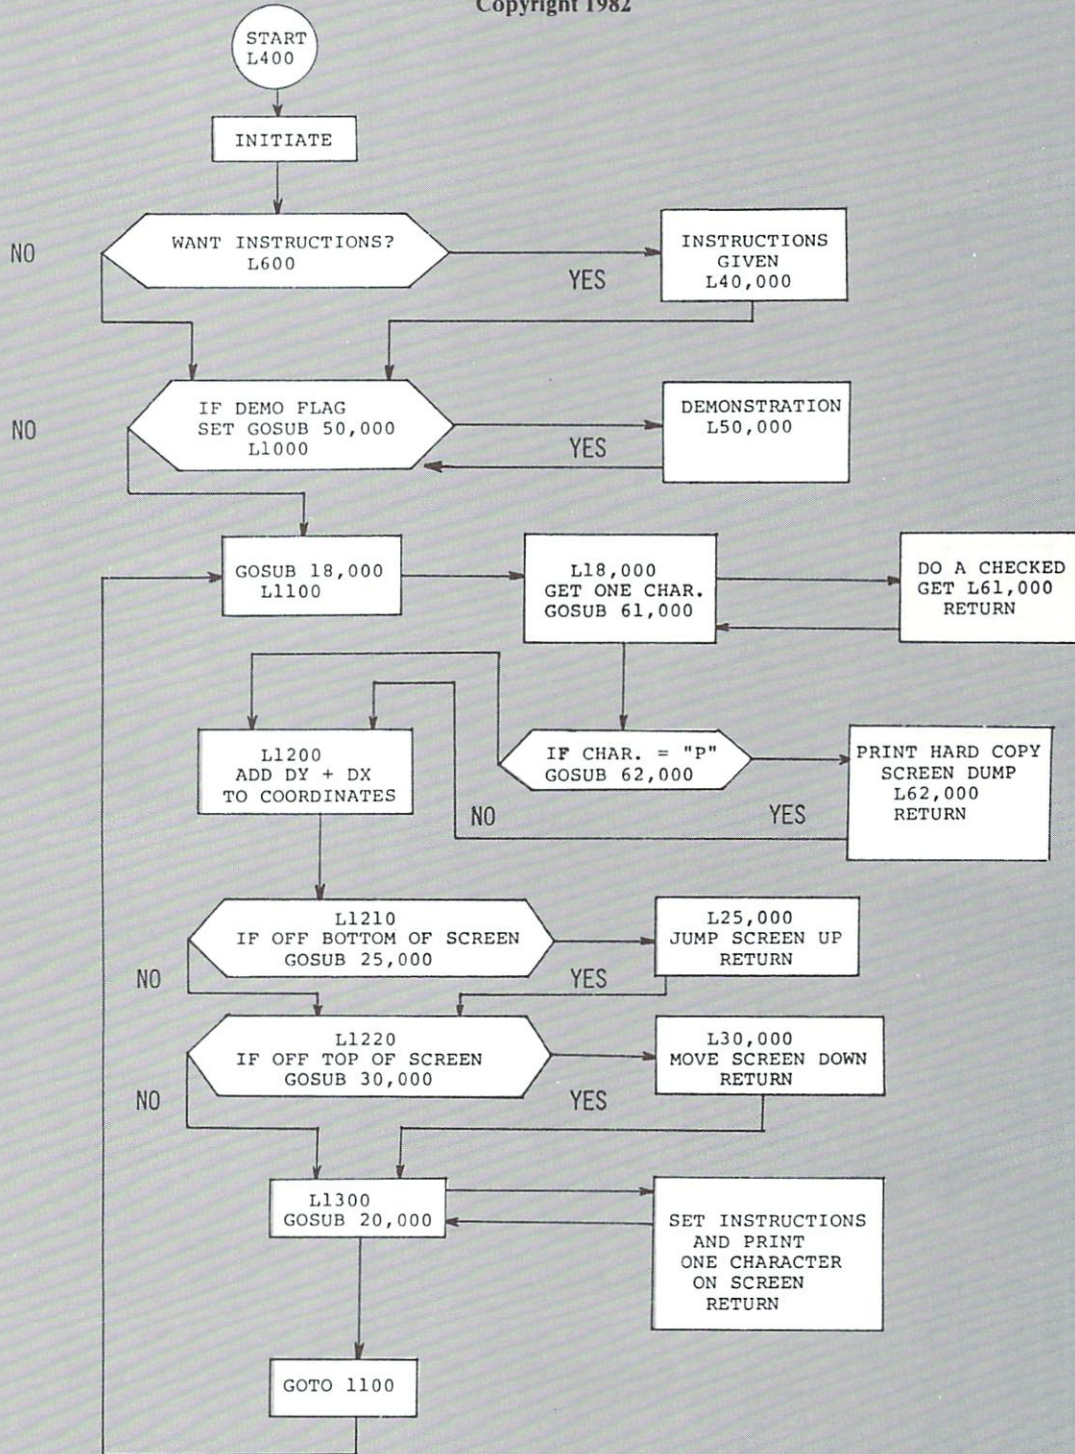 Copyright 1982
START
L400
INITIATE
WANT INSTRUCTIONS?
L600
NO
YES
INSTRUCTIONS
GIVEN
L40,000
IF DEMO FLAG
SET GOSUB 50,000
L1000
NO
YES
DEMONSTRATION
L50,000
GOSUB 18,000
L1100
L18,000
GET ONE CHAR.
GOSUB 61,000
DO A CHECKED
GET L61,000
RETURN
L1200
ADD DY + DX
TO COORDINATES
IF CHAR. = "P"
GOSUB 62,000
NO
YES
PRINT HARD COPY
SCREEN DUMP
L62,000
RETURN
L1210
IF OFF BOTTOM OF SCREEN
GOSUB 25,000
NO
YES
L25,000
JUMP SCREEN UP
RETURN
L1220
IF OFF TOP OF SCREEN
GOSUB 30,000
NO
YES
L30,000
MOVE SCREEN DOWN
RETURN
L1300
GOSUB 20,000
SET INSTRUCTIONS
AND PRINT
ONE CHARACTER
ON SCREEN
RETURN
GOTO 1100